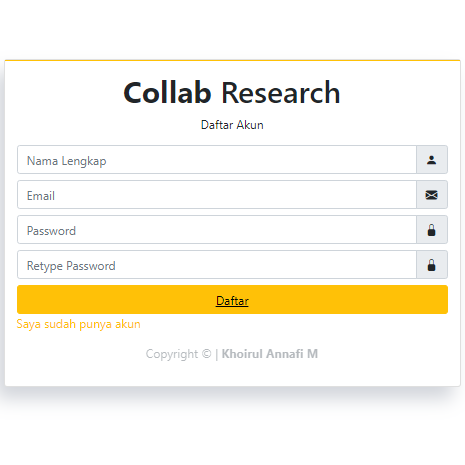 Collab Research
Daftar Akun
Nama Lengkap
Email
Password
Retype Password
Daftar
Saya sudah punya akun
Copyright © | Khoirul Annafi M